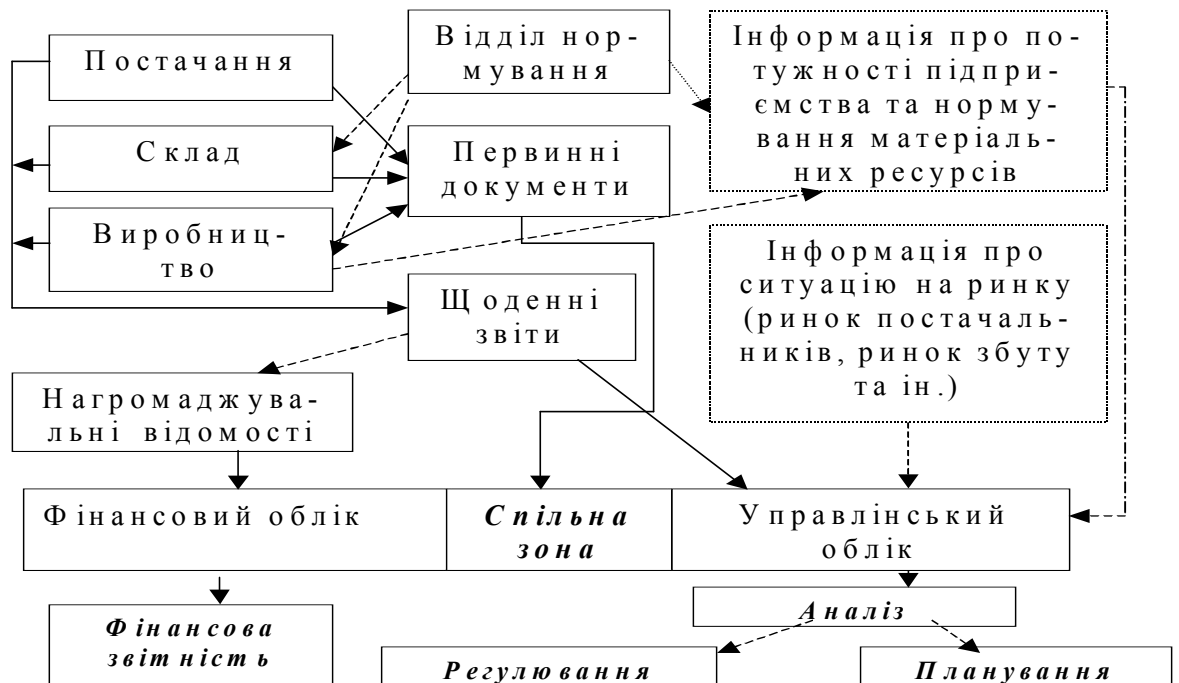 Постачання
Відділ нор-
мування
Інформація про по-
тужності підпри-
ємства та норму-
вання матеріаль-
них ресурсів
Склад
Первинні
документи
Виробниц-
тво
Інформація про
ситуацію на ринку
(ринок постачаль-
ників, ринок збуту
та ін.)
Щоденні
звіти
Нагромаджува-
льні відомості
Фінансовий облік
Спільна
зона
Управлінський
облік
Фінансова
звітність
Аналіз
Регулювання
Планування